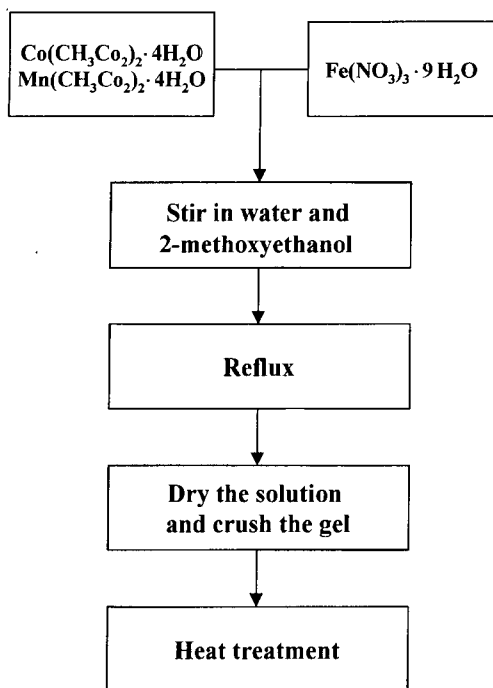 Co(CH₃Co₂)₂· 4H₂O
Mn(CH₃Co₂)₂· 4H₂O
Fe(NO₃)₃ · 9 H₂O
Stir in water and
2-methoxyethanol
Reflux
Dry the solution
and crush the gel
Heat treatment